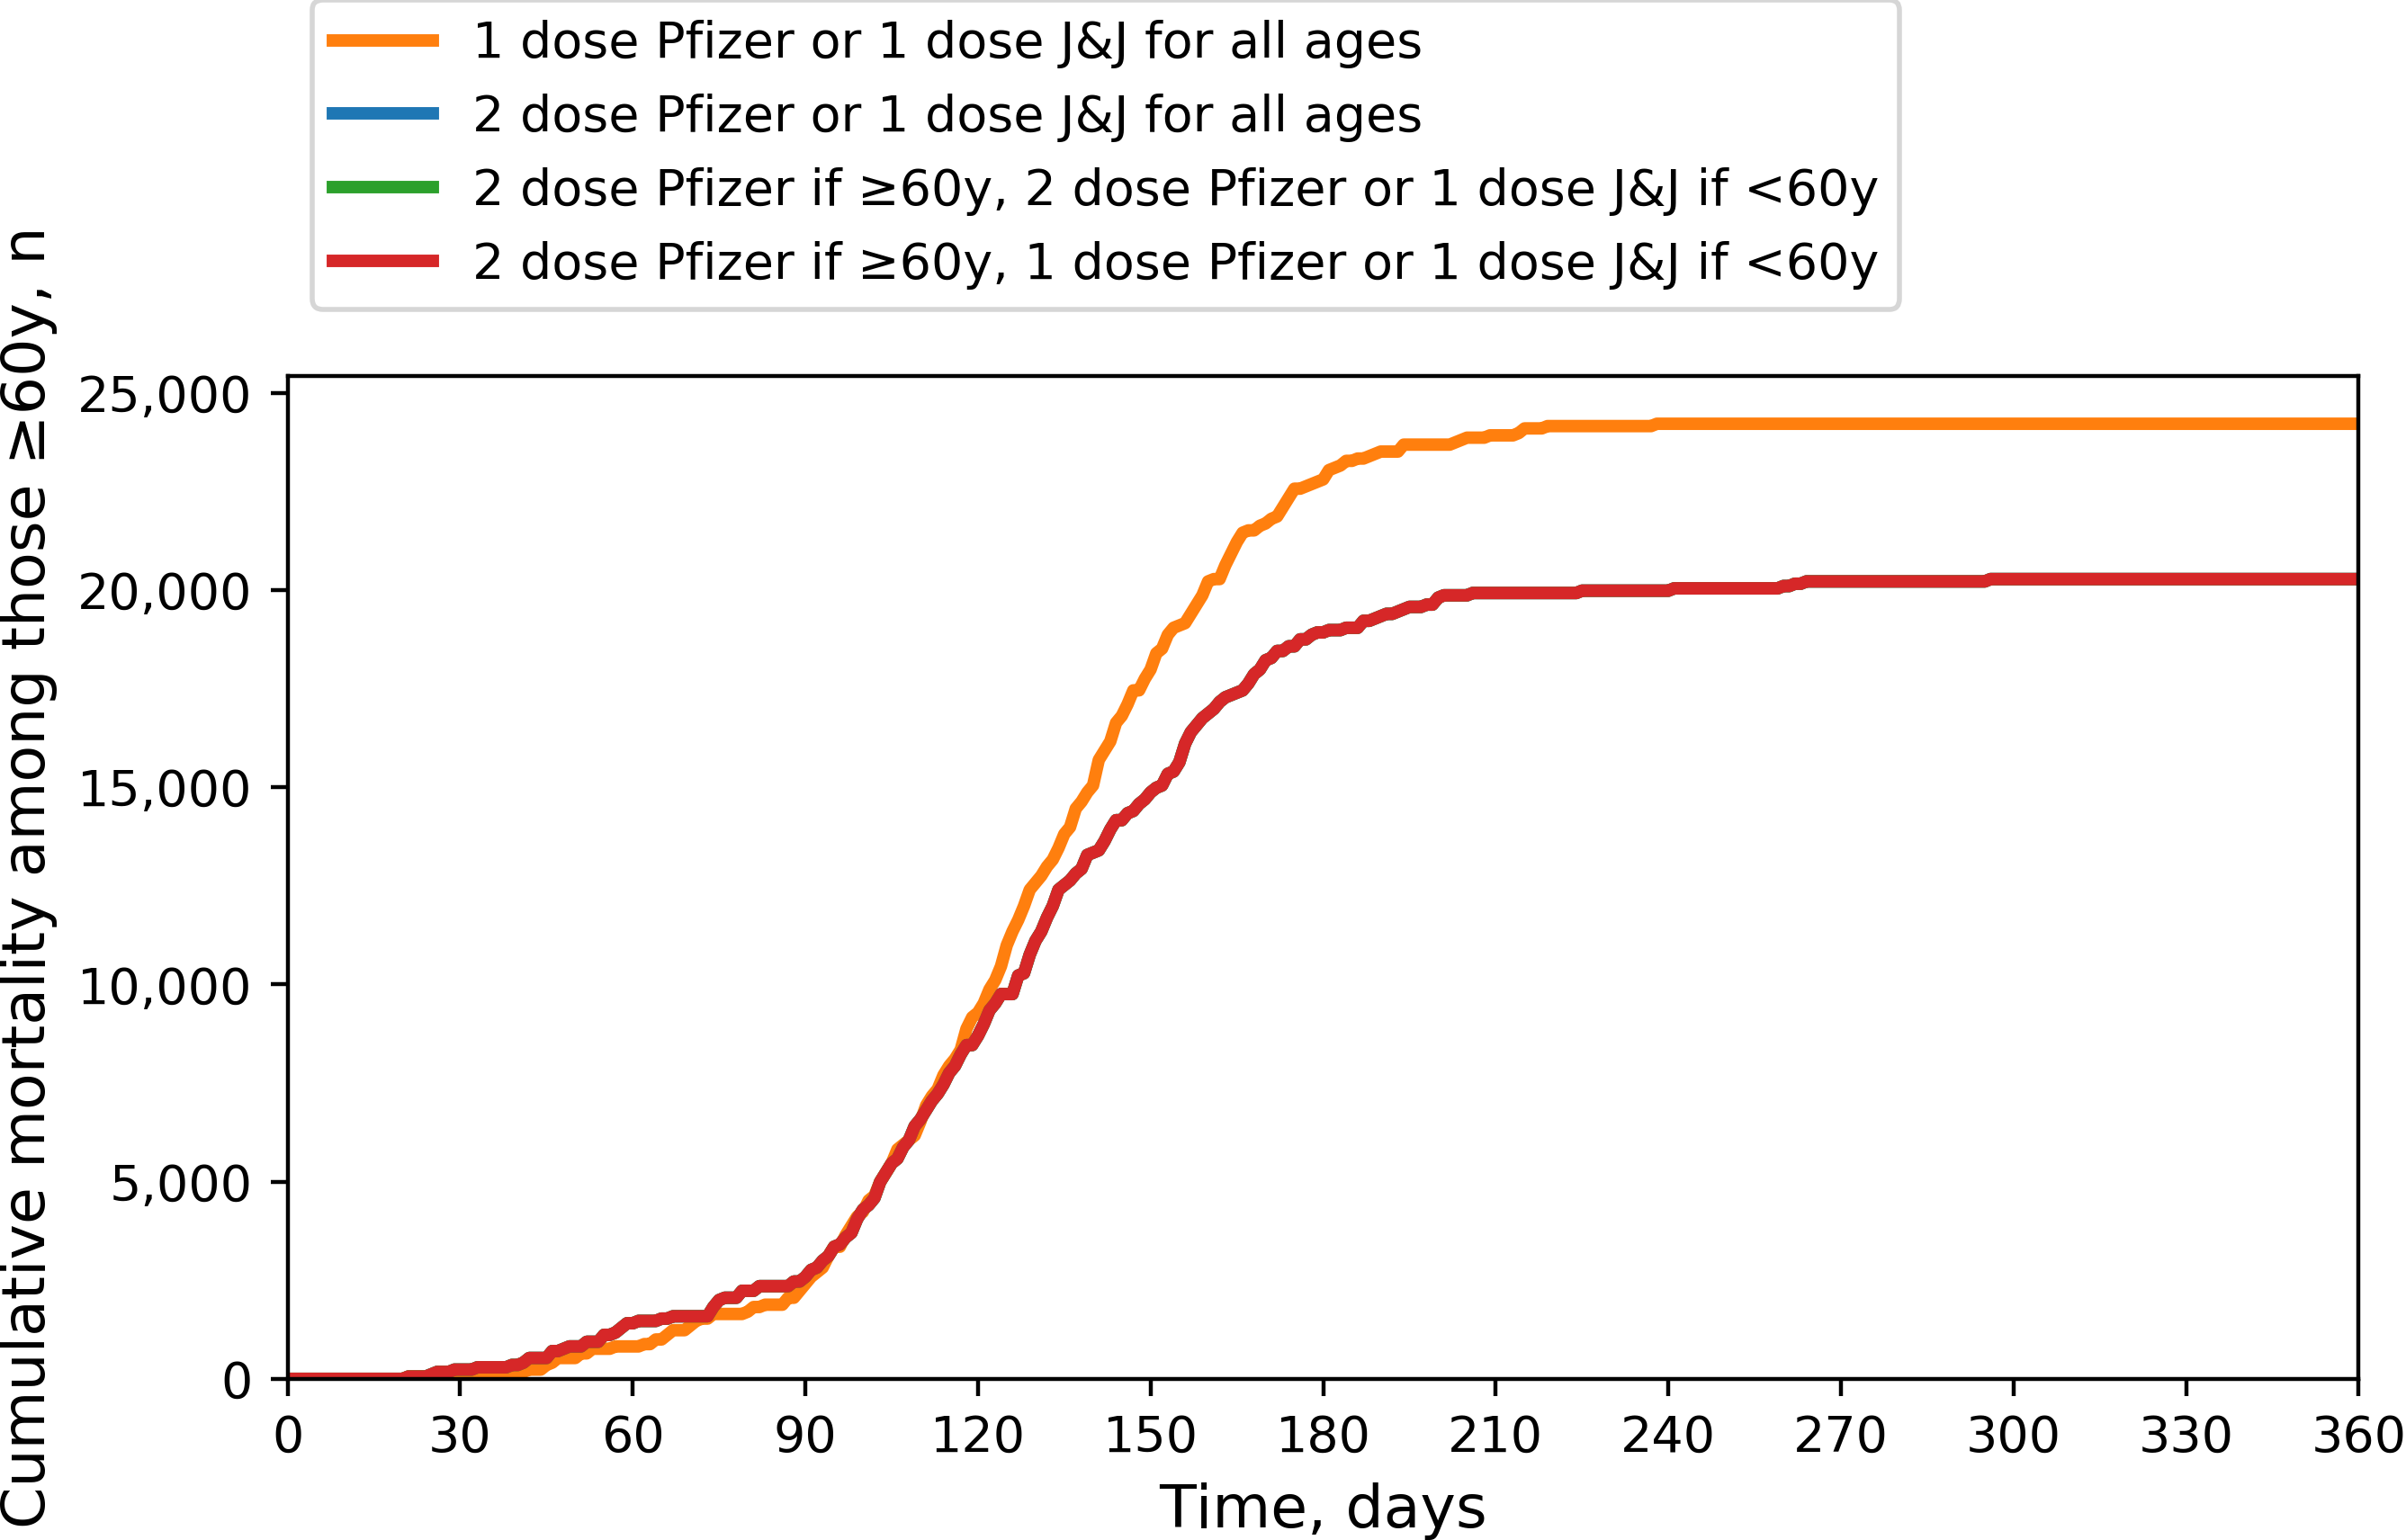 1 dose Pfizer or 1 dose J&J for all ages
2 dose Pfizer or 1 dose J&J for all ages
2 dose Pfizer if ≥60y, 2 dose Pfizer or 1 dose J&J if <60y
2 dose Pfizer if ≥60y, 1 dose Pfizer or 1 dose J&J if <60y
Cumulative mortality among those ≥60y, n
25,000
20,000
15,000
10,000
5,000
0
0 30 60 90 120 150 180 210 240 270 300 330 360
Time, days